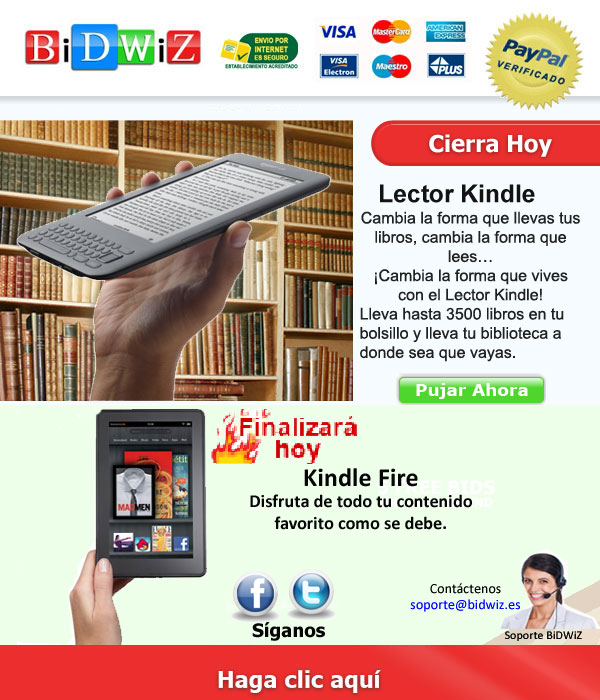 BiDWiZ
ENVIO POR
INTERNET
ES SEGURO
ESTABLECIMIENTO ACREDITADO
VISA
MasterCard
AMERICAN
EXPRESS
VISA
Electron
Maestro
PLUS
PayPal
VERIFICADO
Cierra Hoy
Lector Kindle
Cambia la forma que llevas tus
libros, cambia la forma que
lees...
¡Cambia la forma que vives
con el Lector Kindle!
Lleva hasta 3500 libros en tu
bolsillo y lleva tu biblioteca a
donde sea que vayas.
Pujar Ahora
Finalizará
hoy
Kindle Fire
Disfruta de todo tu contenido
favorito como se debe.
MAD
MEN
Contáctenos
soporte@bidwiz.es
Síganos
Soporte BiDWiZ
Haga clic aquí